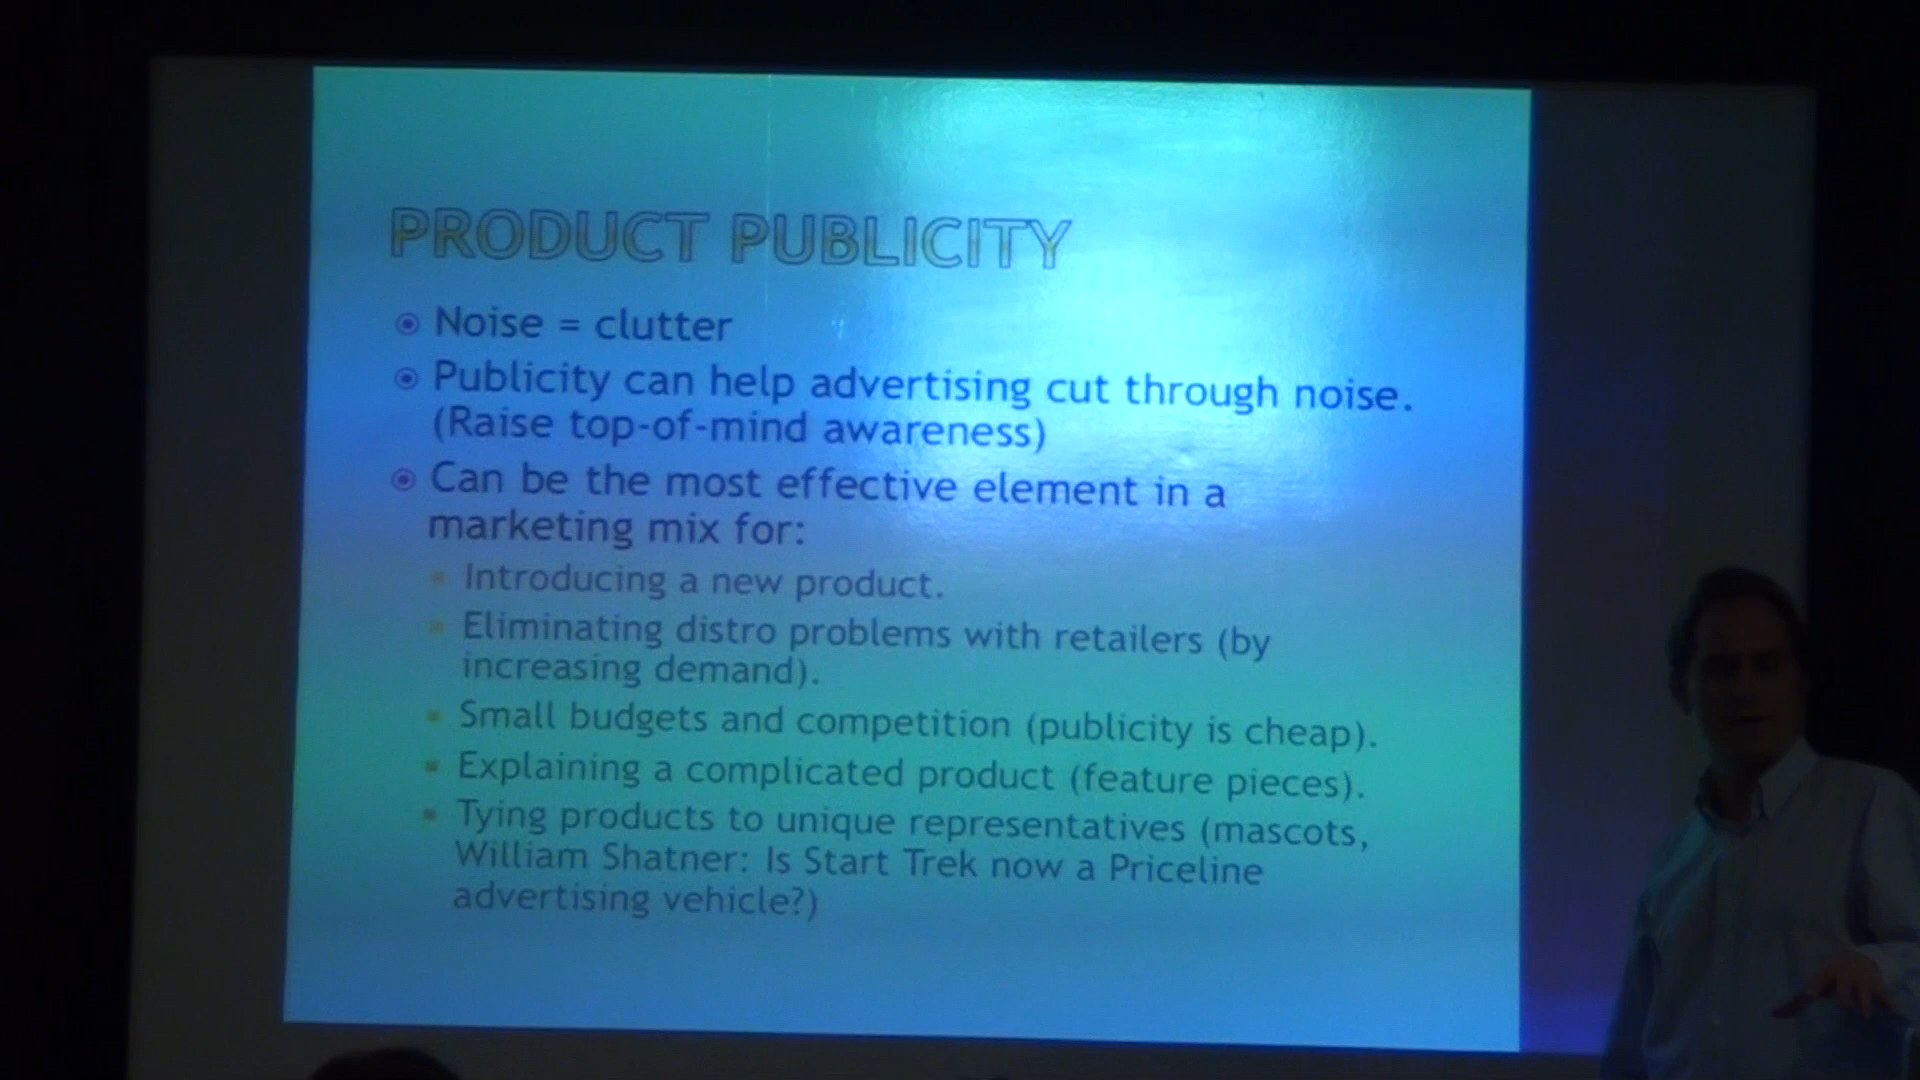 PRODUCT PUBLICITY
Noise = clutter
Publicity can help advertising cut through noise.
(Raise top-of-mind awareness)
Can be the most effective element in a
marketing mix for:
Introducing a new product.
Eliminating distro problems with retailers (by
increasing demand).
Small budgets and competition (publicity is cheap).
Explaining a complicated product (feature pieces).
Tying products to unique representatives (mascots,
William Shatner: Is Start Trek now a Priceline
advertising vehicle?)